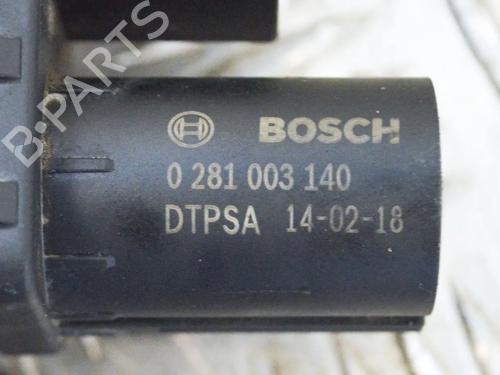 BOSCH
0 281 003 140
DTPSA 14-02-18
B-PARTS